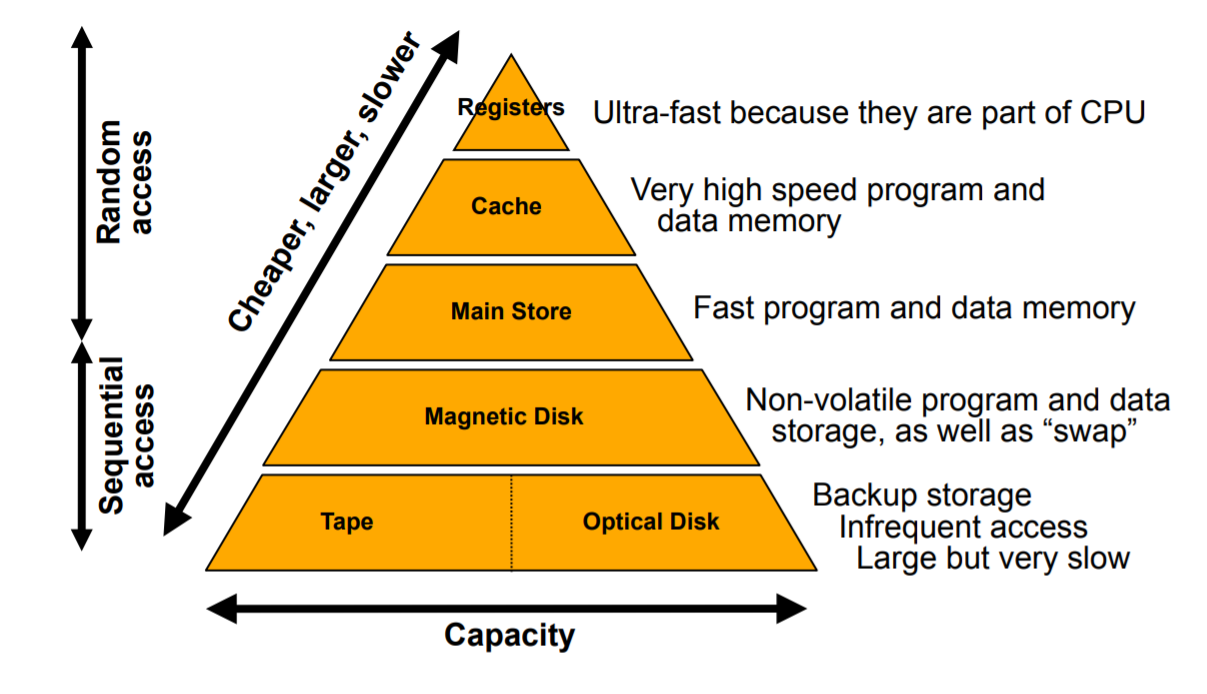 Random
access
Sequential
access
Cheaper, larger, slower
Registers
Ultra-fast because they are part of CPU
Cache
Very high speed program and
data memory
Main Store
Fast program and data memory
Magnetic Disk
Non-volatile program and data
storage, as well as “swap”
Tape
Optical Disk
Backup storage
Infrequent access
Large but very slow
Capacity